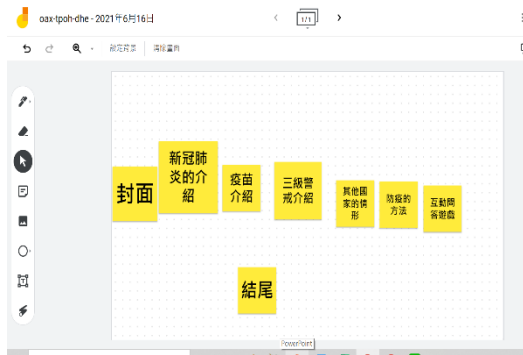 oax-tpoh-dhe - 2021年6月16日
1/1
設定背景
清除畫面
封面
新冠肺
炎的介
紹
疫苗
介紹
三級警
戒介紹
其他國
家的情
形
防疫的
方法
互動問
答遊戲
結尾
PowerPoint